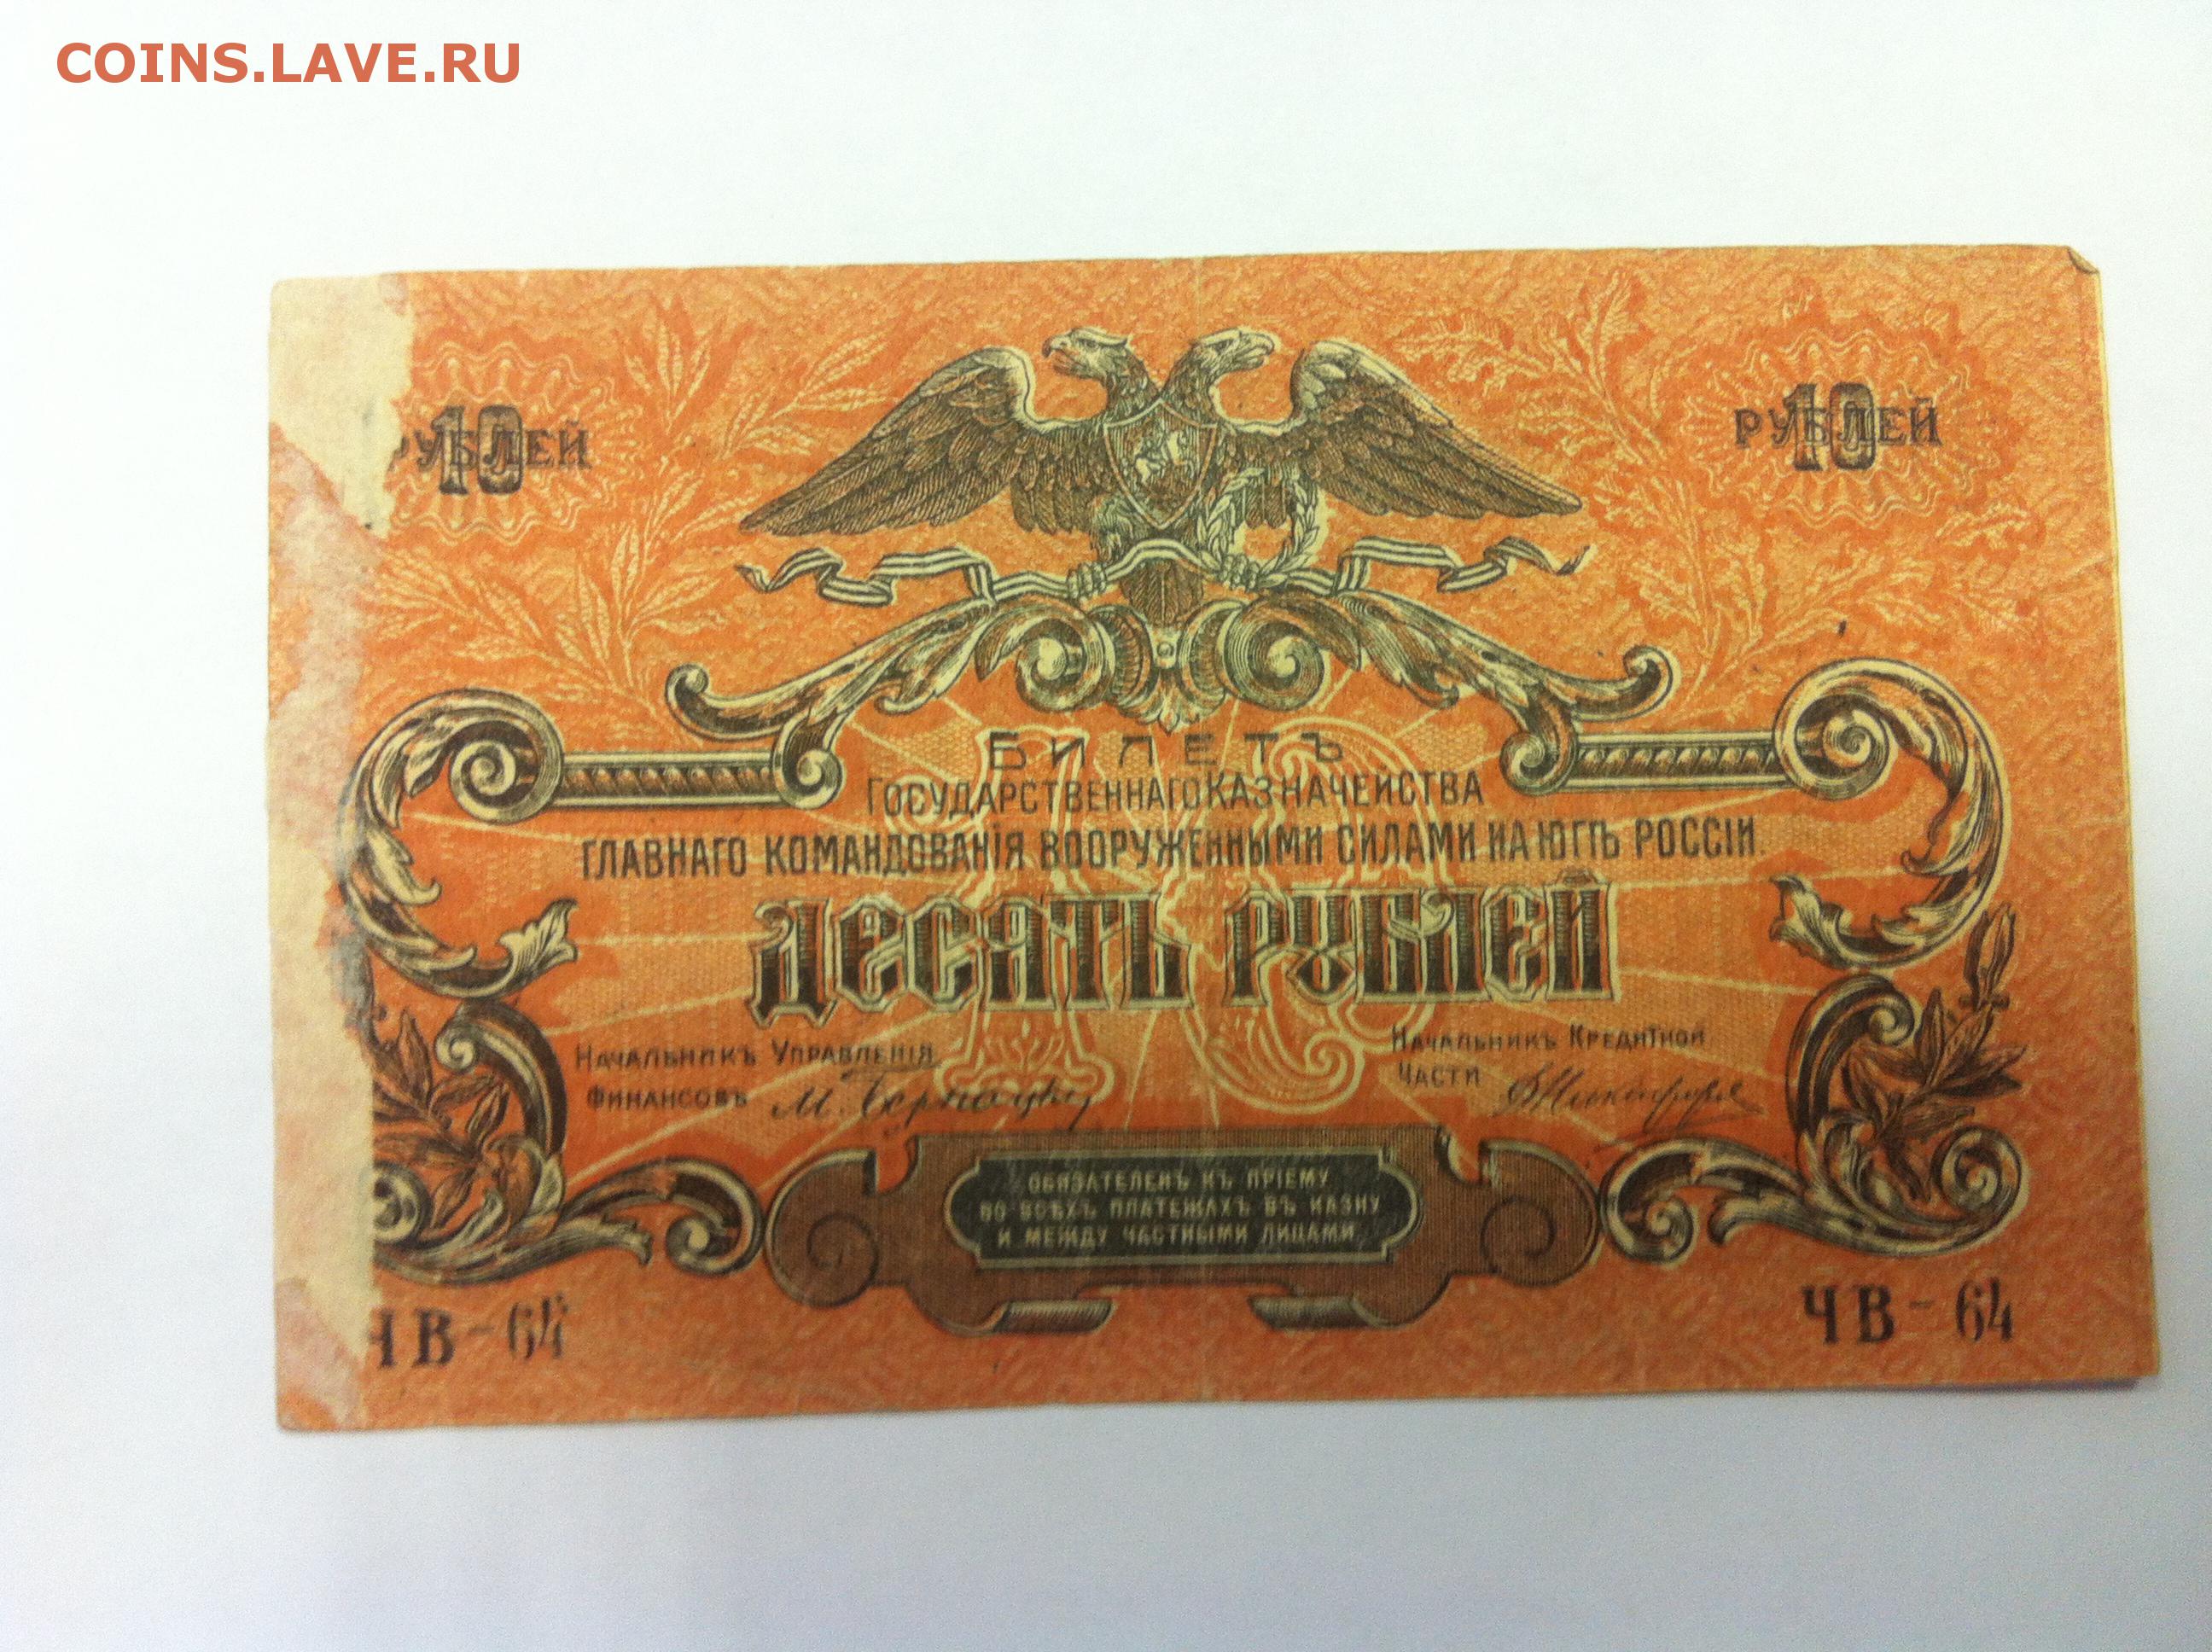 COINS.LAVE.RU
РУБЛЕЙ 10
РУБЛЕЙ 10
БИЛЕТЪ
ГОСУДАРСТВЕННАГО КАЗНАЧЕЙСТВА
ГЛАВНАГО КОМАНДОВАНІЯ ВООРУЖЕННЫМИ СИЛАМИ НА ЮГѢ РОССІИ.
10
ДЕСЯТЬ РУБЛЕЙ
НАЧАЛЬНИКЪ УПРАВЛЕНІЯ
ФИНАНСОВЪ
НАЧАЛЬНИКЪ КРЕДИТНОЙ
ЧАСТИ
ОБЯЗАТЕЛЕНЪ КЪ ПРІЕМУ
ВО ВСѢХЪ ПЛАТЕЖАХЪ ВЪ КАЗНУ
И МЕЖДУ ЧАСТНЫМИ ЛИЦАМИ.
ЧВ-64
ЧВ-64